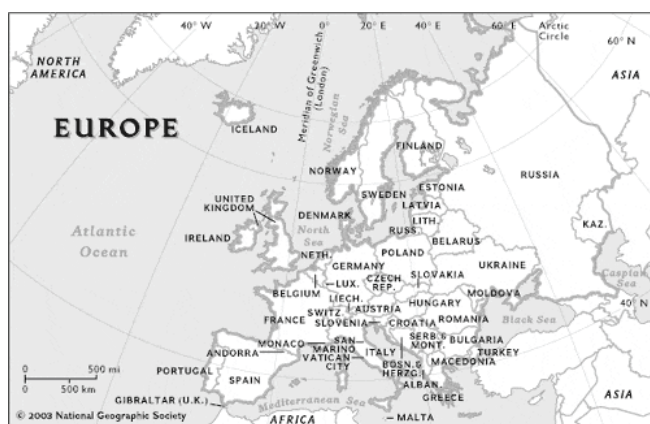 40° W
20° W
0°
20° E
40° E
60° E
Arctic
Circle
60° N
NORTH
AMERICA
ASIA
Meridian of Greenwich
(London)
Norwegian
Sea
EUROPE
ICELAND
FINLAND
NORWAY
RUSSIA
SWEDEN
ESTONIA
UNITED
KINGDOM
DENMARK
LATVIA
LITH.
KAZ.
Atlantic
Ocean
IRELAND
North
Sea
RUSS.
BELARUS
NETH.
POLAND
GERMANY
UKRAINE
CZECH
REP.
SLOVAKIA
Caspian
Sea
BELGIUM
LUX.
LIECH.
AUSTRIA
HUNGARY
MOLDOVA
40° N
FRANCE
SWITZ.
SLOVENIA
CROATIA
ROMANIA
Black Sea
MONACO
SAN
MARINO
SERB. &
MONT.
BULGARIA
ANDORRA
VATICAN
CITY
ITALY
BOSN. &
HERZG.
MACEDONIA
TURKEY
0
500 mi
0
500 km
PORTUGAL
SPAIN
ALBAN.
GREECE
ASIA
GIBRALTAR (U.K.)
Mediterranean Sea
© 2003 National Geographic Society
AFRICA
MALTA